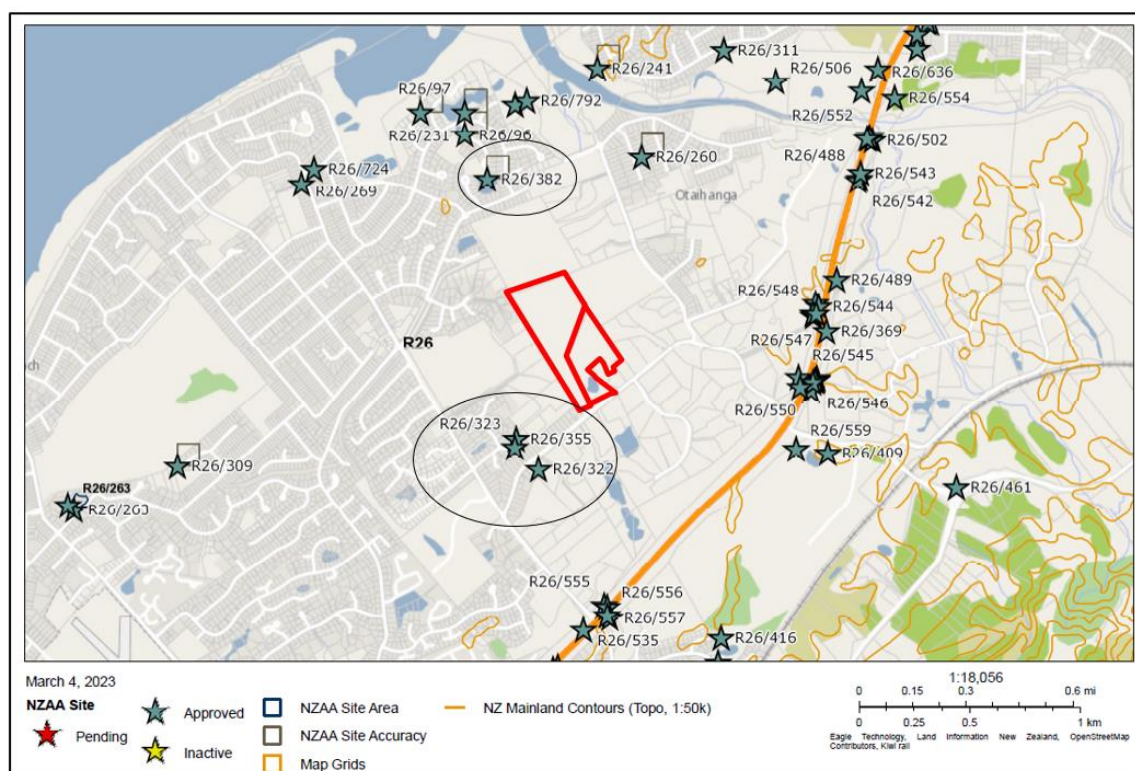 R26/311
R26/241
R26/506
R26/636
R26/97
R26/792
R26/554
R26/552
R26/231
R26/96
R26/502
R26/260
R26/488
R26/724
R26/382
R26/543
R26/269
Otaihanga
R26/542
R26/489
R26/548
R26/544
R26
R26/547
R26/369
R26/545
R26/550
R26/546
R26/323
R26/355
R26/559
R26/409
R26/309
R26/322
R26/263
R26/461
R26/555
R26/556
R26/557
R26/535
R26/416
March 4, 2023
NZAA Site
Pending
Approved
Inactive
NZAA Site Area
NZAA Site Accuracy
Map Grids
NZ Mainland Contours (Topo, 1:50k)
1:18,056
0 0.15 0.3 0.6 mi
0 0.25 0.5 1 km
Eagle Technology, Land Information New Zealand, OpenStreetMap
Contributors, Kiwi rail